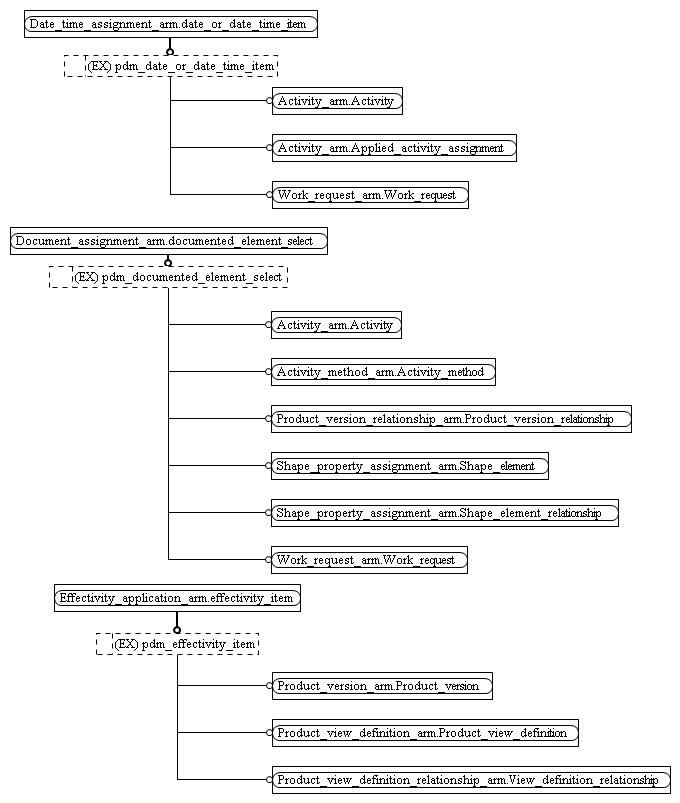 Date_time_assignment_arm.date_or_date_time_item
(EX) pdm_date_or_date_time_item
Activity_arm.Activity
Activity_arm.Applied_activity_assignment
Work_request_arm.Work_request
Document_assignment_arm.documented_element_select
(EX) pdm_documented_element_select
Activity_arm.Activity
Activity_method_arm.Activity_method
Product_version_relationship_arm.Product_version_relationship
Shape_property_assignment_arm.Shape_element
Shape_property_assignment_arm.Shape_element_relationship
Work_request_arm.Work_request
Effectivity_application_arm.effectivity_item
(EX) pdm_effectivity_item
Product_version_arm.Product_version
Product_view_definition_arm.Product_view_definition
Product_view_definition_relationship_arm.View_definition_relationship